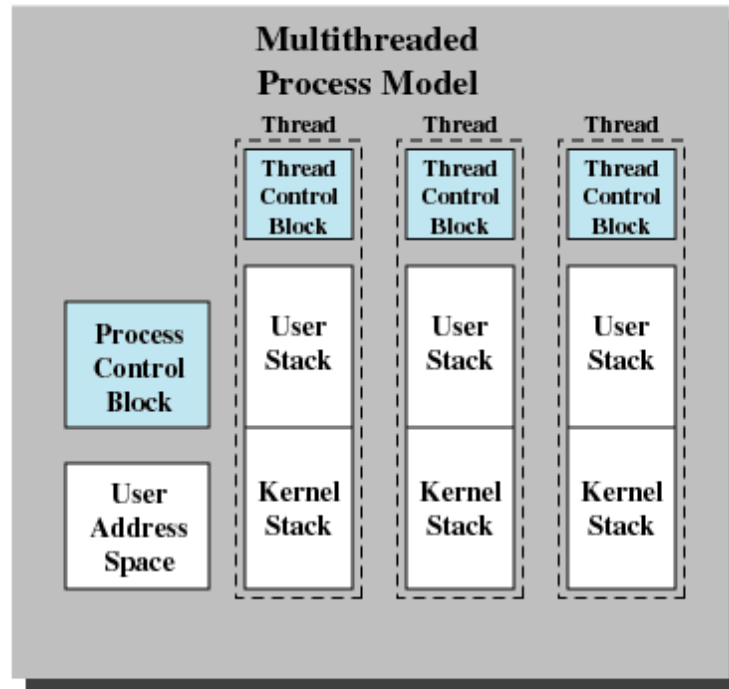 Multithreaded
Process Model
Thread
Thread
Control
Block
User
Stack
Kernel
Stack
Thread
Thread
Control
Block
User
Stack
Kernel
Stack
Thread
Thread
Control
Block
User
Stack
Kernel
Stack
Process
Control
Block
User
Address
Space